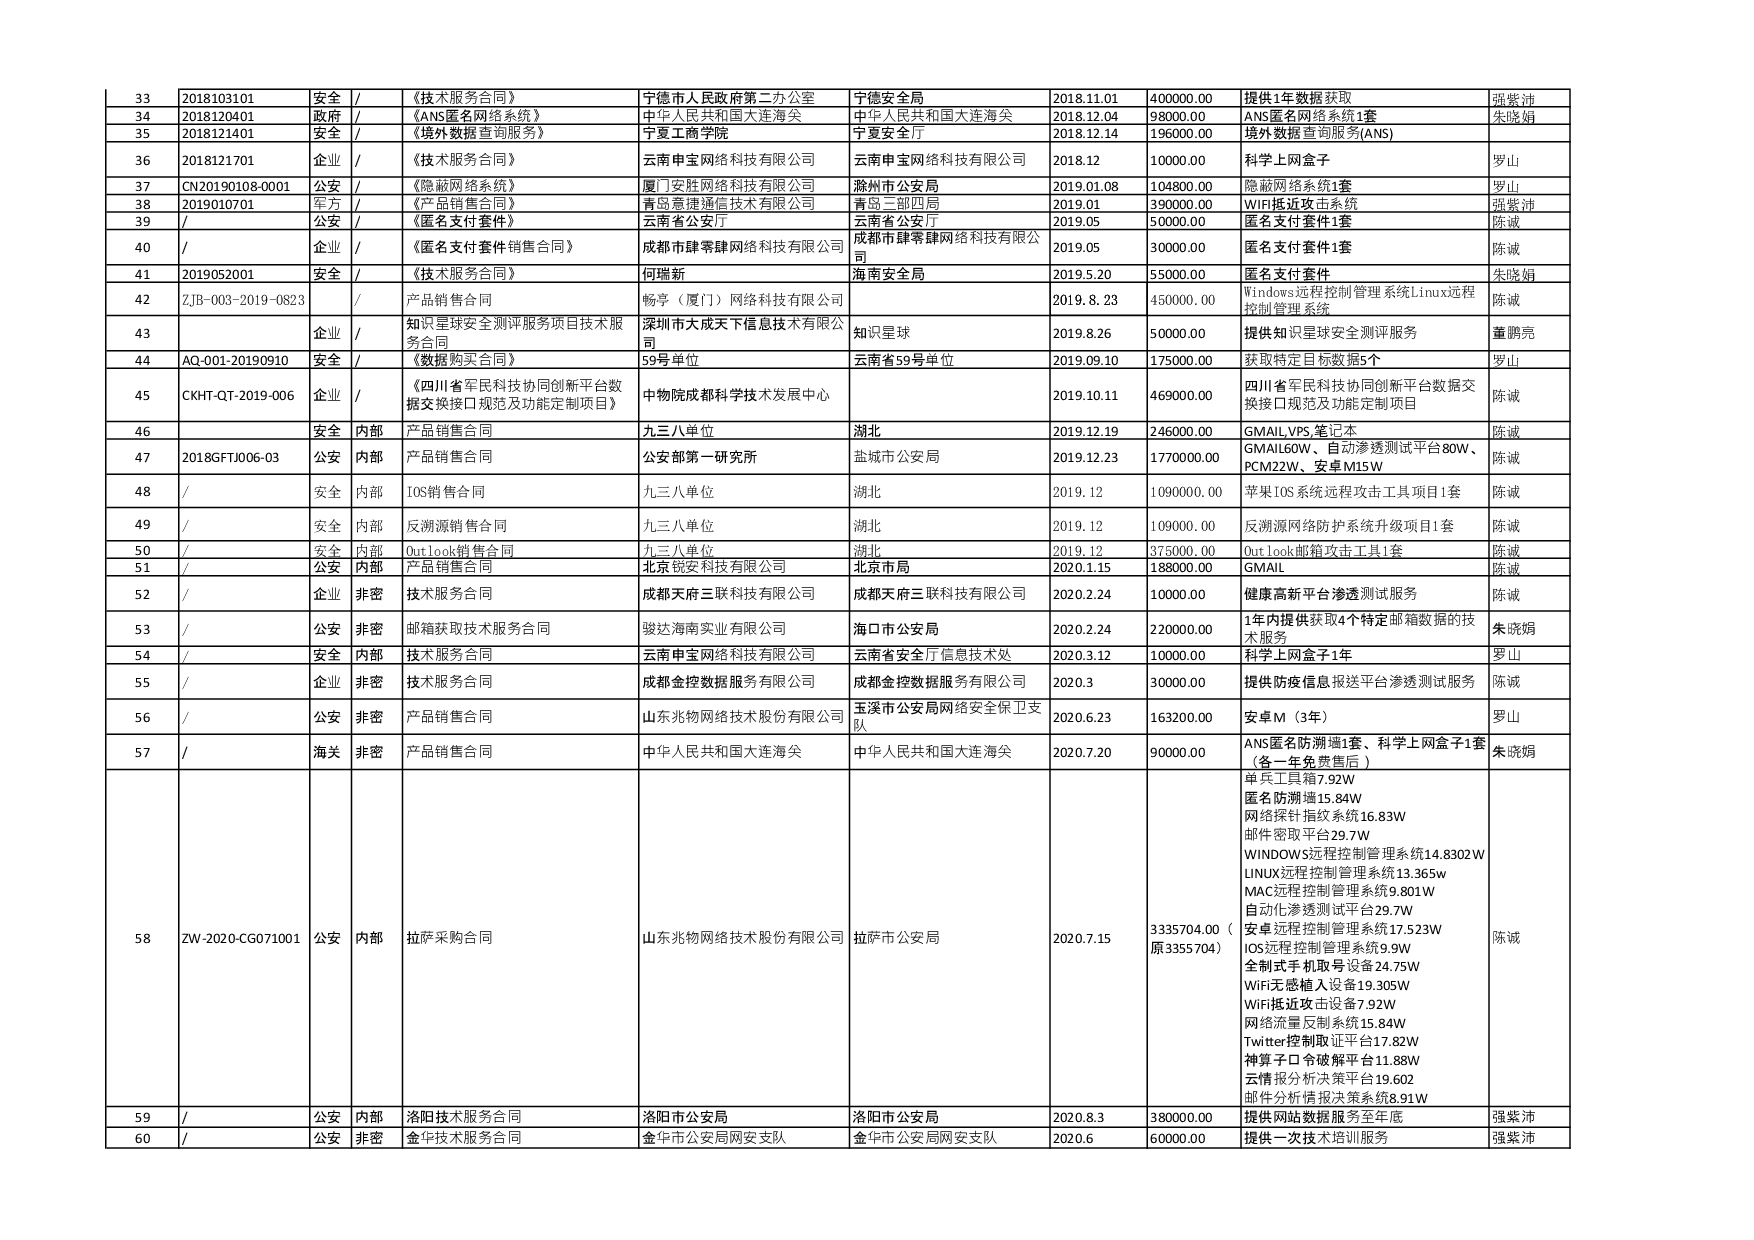 33 2018103101 安全 / 《技术服务合同》 宁德市人民政府第二办公室 宁德安全局 2018.11.01 400000.00 提供1年数据获取 强紫沛
34 2018120401 政府 / 《ANS匿名网络系统》 中华人民共和国大连海关 中华人民共和国大连海关 2018.12.04 98000.00 ANS匿名网络系统1套 朱晓娟
35 2018121401 安全 / 《境外数据查询服务》 宁夏工商学院 宁夏安全厅 2018.12.14 196000.00 境外数据查询服务(ANS)
36 2018121701 企业 / 《技术服务合同》 云南申宝网络科技有限公司 云南申宝网络科技有限公司 2018.12 10000.00 科学上网盒子 罗山
37 CN20190108-0001 公安 / 《隐蔽网络系统》 厦门安胜网络科技有限公司 滁州市公安局 2019.01.08 104800.00 隐蔽网络系统1套 罗山
38 2019010701 军方 / 《产品销售合同》 青岛意捷通信技术有限公司 青岛三部四局 2019.01 390000.00 WIFI抵近攻击系统 强紫沛
39 / 公安 / 《匿名支付套件》 云南省公安厅 云南省公安厅 2019.05 50000.00 匿名支付套件1套 陈诚
40 / 企业 / 《匿名支付套件销售合同》 成都市肆零肆网络科技有限公司 成都市肆零肆网络科技有限公
司 2019.05 30000.00 匿名支付套件1套 陈诚
41 2019052001 安全 / 《技术服务合同》 何瑞新 海南安全局 2019.5.20 55000.00 匿名支付套件 朱晓娟
42 ZJB-003-2019-0823 / 产品销售合同 畅亭（厦门）网络科技有限公司 2019.8.23 450000.00 Windows远程控制管理系统Linux远程
控制管理系统 陈诚
43 企业 / 知识星球安全测评服务项目技术服
务合同 深圳市大成天下信息技术有限公
司 知识星球 2019.8.26 50000.00 提供知识星球安全测评服务 董鹏亮
44 AQ-001-20190910 安全 / 《数据购买合同》 59号单位 云南省59号单位 2019.09.10 175000.00 获取特定目标数据5个 罗山
45 CKHT-QT-2019-006 企业 / 《四川省军民科技协同创新平台数
据交换接口规范及功能定制项目》 中物院成都科学技术发展中心 2019.10.11 469000.00 四川省军民科技协同创新平台数据交
换接口规范及功能定制项目 陈诚
46 安全 内部 产品销售合同 九三八单位 湖北 2019.12.19 246000.00 GMAIL,VPS,笔记本 陈诚
47 2018GFTJ006-03 公安 内部 产品销售合同 公安部第一研究所 盐城市公安局 2019.12.23 1770000.00 GMAIL60W、自动渗透测试平台80W、
PCM22W、安卓M15W 陈诚
48 / 安全 内部 IOS销售合同 九三八单位 湖北 2019.12 1090000.00 苹果IOS系统远程攻击工具项目1套 陈诚
49 / 安全 内部 反溯源销售合同 九三八单位 湖北 2019.12 109000.00 反溯源网络防护系统升级项目1套 陈诚
50 / 安全 内部 Outlook销售合同 九三八单位 湖北 2019.12 375000.00 Outlook邮箱攻击工具1套 陈诚
51 / 公安 内部 产品销售合同 北京锐安科技有限公司 北京市局 2020.1.15 188000.00 GMAIL 陈诚
52 / 企业 非密 技术服务合同 成都天府三联科技有限公司 成都天府三联科技有限公司 2020.2.24 10000.00 健康高新平台渗透测试服务 陈诚
53 / 公安 非密 邮箱获取技术服务合同 骏达海南实业有限公司 海口市公安局 2020.2.24 220000.00 1年内提供获取4个特定邮箱数据的技
术服务 朱晓娟
54 / 安全 内部 技术服务合同 云南申宝网络科技有限公司 云南省安全厅信息技术处 2020.3.12 10000.00 科学上网盒子1年 罗山
55 / 企业 非密 技术服务合同 成都金控数据服务有限公司 成都金控数据服务有限公司 2020.3 30000.00 提供防疫信息报送平台渗透测试服务 陈诚
56 / 公安 非密 产品销售合同 山东兆物网络技术股份有限公司 玉溪市公安局网络安全保卫支
队 2020.6.23 163200.00 安卓M（3年） 罗山
57 / 海关 非密 产品销售合同 中华人民共和国大连海关 中华人民共和国大连海关 2020.7.20 90000.00 ANS匿名防溯墙1套、科学上网盒子1套
（各一年免费售后 ） 朱晓娟
58 ZW-2020-CG071001 公安 内部 拉萨采购合同 山东兆物网络技术股份有限公司 拉萨市公安局 2020.7.15 3335704.00（
原3355704） 单兵工具箱7.92W
匿名防溯墙15.84W
网络探针指纹系统16.83W
邮件密取平台29.7W
WINDOWS远程控制管理系统14.8302W
LINUX远程控制管理系统13.365w
MAC远程控制管理系统9.801W
自动化渗透测试平台29.7W
安卓远程控制管理系统17.523W
IOS远程控制管理系统9.9W
全制式手机取号设备24.75W
WiFi无感植入设备19.305W
WiFi抵近攻击设备7.92W
网络流量反制系统15.84W
Twitter控制取证平台17.82W
神算子口令破解平台11.88W
云情报分析决策平台19.602
邮件分析情报决策系统8.91W 陈诚
59 / 公安 内部 洛阳技术服务合同 洛阳市公安局 洛阳市公安局 2020.8.3 380000.00 提供网站数据服务至年底 强紫沛
60 / 公安 非密 金华技术服务合同 金华市公安局网安支队 金华市公安局网安支队 2020.6 60000.00 提供一次技术培训服务 强紫沛